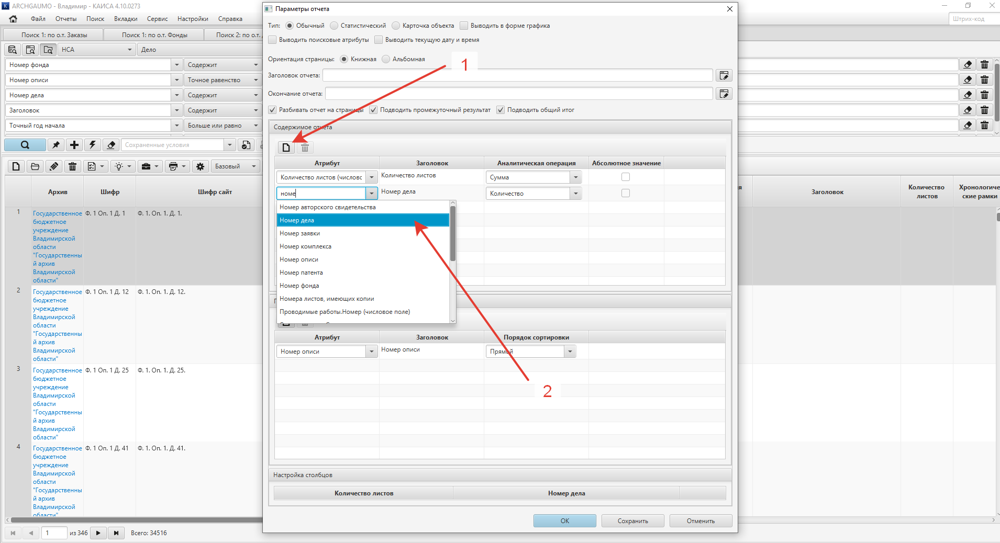 ARCHGAUMO - Владимир - КАИСА 4.10.0273
Файл Отчеты Поиск Вкладки Сервис Настройки Справка
Штрих-код
Поиск 1: по о.т. Заказы
Поиск 1: по о.т. Фонды
Поиск 2: по о.т.
НСА
Дело
Номер фонда
Содержит
Номер описи
Точное равенство
Номер дела
Содержит
Заголовок
Содержит
Точный год начала
Больше или равно
Сохраненные условия
Базовый
Архив
Шифр
Шифр сайт
1
Государственное
бюджетное
учреждение
Владимирской
области
"Государственны
й архив
Владимирской
области"
Ф. 1 Оп. 1 Д. 1
Ф. 1. Оп. 1. Д. 1.
2
Государственное
бюджетное
учреждение
Владимирской
области
"Государственны
й архив
Владимирской
области"
Ф. 1 Оп. 1 Д. 12
Ф. 1. Оп. 1. Д. 12.
3
Государственное
бюджетное
учреждение
Владимирской
области
"Государственны
й архив
Владимирской
области"
Ф. 1 Оп. 1 Д. 25
Ф. 1. Оп. 1. Д. 25.
4
Государственное
бюджетное
учреждение
Владимирской
области
"Государственны
й архив
Владимирской
области"
Ф. 1 Оп. 1 Д. 41
Ф. 1. Оп. 1. Д. 41.
1
из 346
Всего: 34516
Параметры отчета
Тип: Обычный Статистический Карточка объекта Выводить в форме графика
Выводить поисковые атрибуты Выводить текущую дату и время
Ориентация страницы: Книжная Альбомная
1
Заголовок отчета:
Окончание отчета:
Разбивать отчет на страницы Подводить промежуточный результат Подводить общий итог
Содержимое отчета
Атрибут Заголовок Аналитическая операция Абсолютное значение
Количество листов (числовс
Количество листов
Сумма
номе
Номер дела
Количество
Номер авторского свидетельства
Номер дела
Номер заявки
Номер комплекса
Номер описи
Номер патента
Номер фонда
Номера листов, имеющих копии
Проводимые работы.Номер (числовое поле)
Атрибут Заголовок Порядок сортировки
Номер описи
Номер описи
Прямой
2
Настройка столбцов
Количество листов Номер дела
ОК Сохранить Отменить
я
Заголовок
Количество
листов
Хронологиче
ские рамки